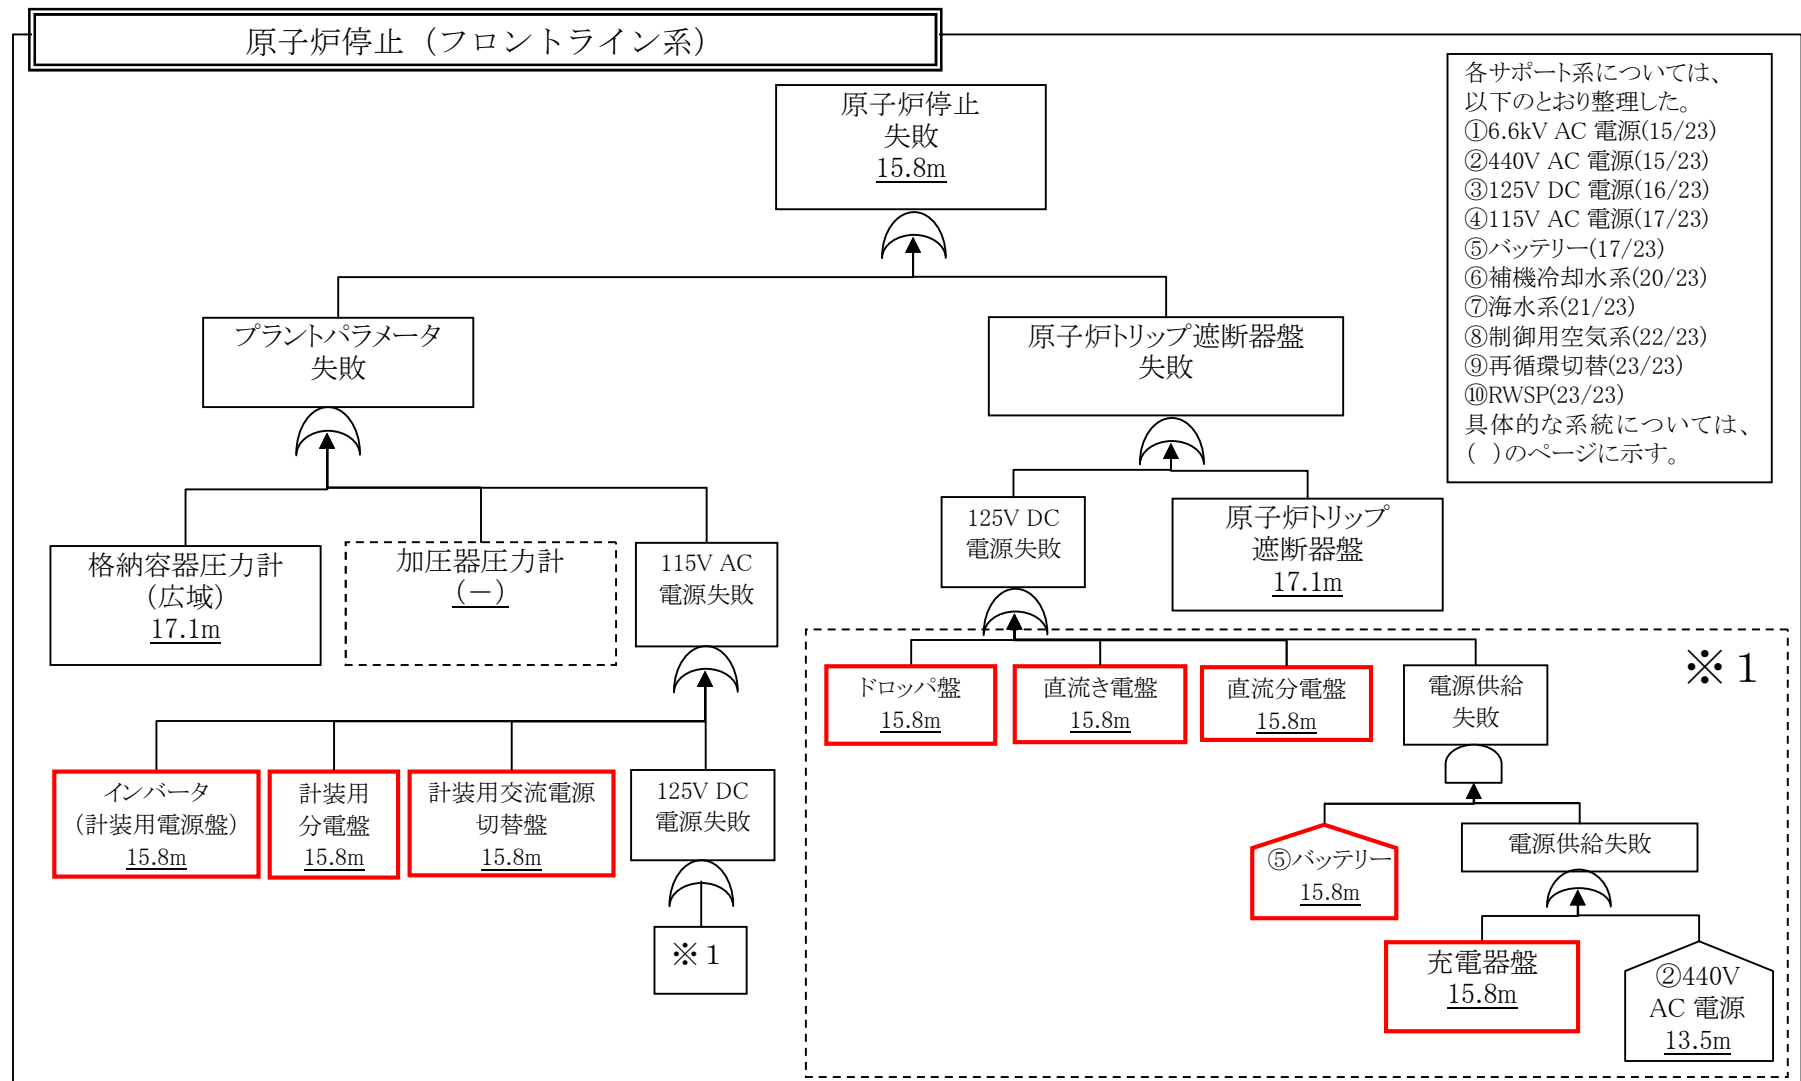 原子炉停止（フロントライン系）
原子炉停止
失敗
15.8m
各サポート系については、
以下のとおり整理した。
①6.6kV AC 電源(15/23)
②440V AC 電源(15/23)
③125V DC 電源(16/23)
④115V AC 電源(17/23)
⑤バッテリー(17/23)
⑥補機冷却水系(20/23)
⑦海水系(21/23)
⑧制御用空気系(22/23)
⑨再循環切替(23/23)
⑩RWSP(23/23)
具体的な系統については、
( )のページに示す。
プラントパラメータ
失敗
原子炉トリップ遮断器盤
失敗
格納容器圧力計
（広域）
17.1m
加圧器圧力計
(－)
115V AC
電源失敗
125V DC
電源失敗
原子炉トリップ
遮断器盤
17.1m
※１
ドロッパ盤
15.8m
直流き電盤
15.8m
直流分電盤
15.8m
電源供給
失敗
インバータ
（計装用電源盤）
15.8m
計装用
分電盤
15.8m
計装用交流電源
切替盤
15.8m
125V DC
電源失敗
※１
⑤バッテリー
15.8m
電源供給失敗
充電器盤
15.8m
②440V
AC 電源
13.5m